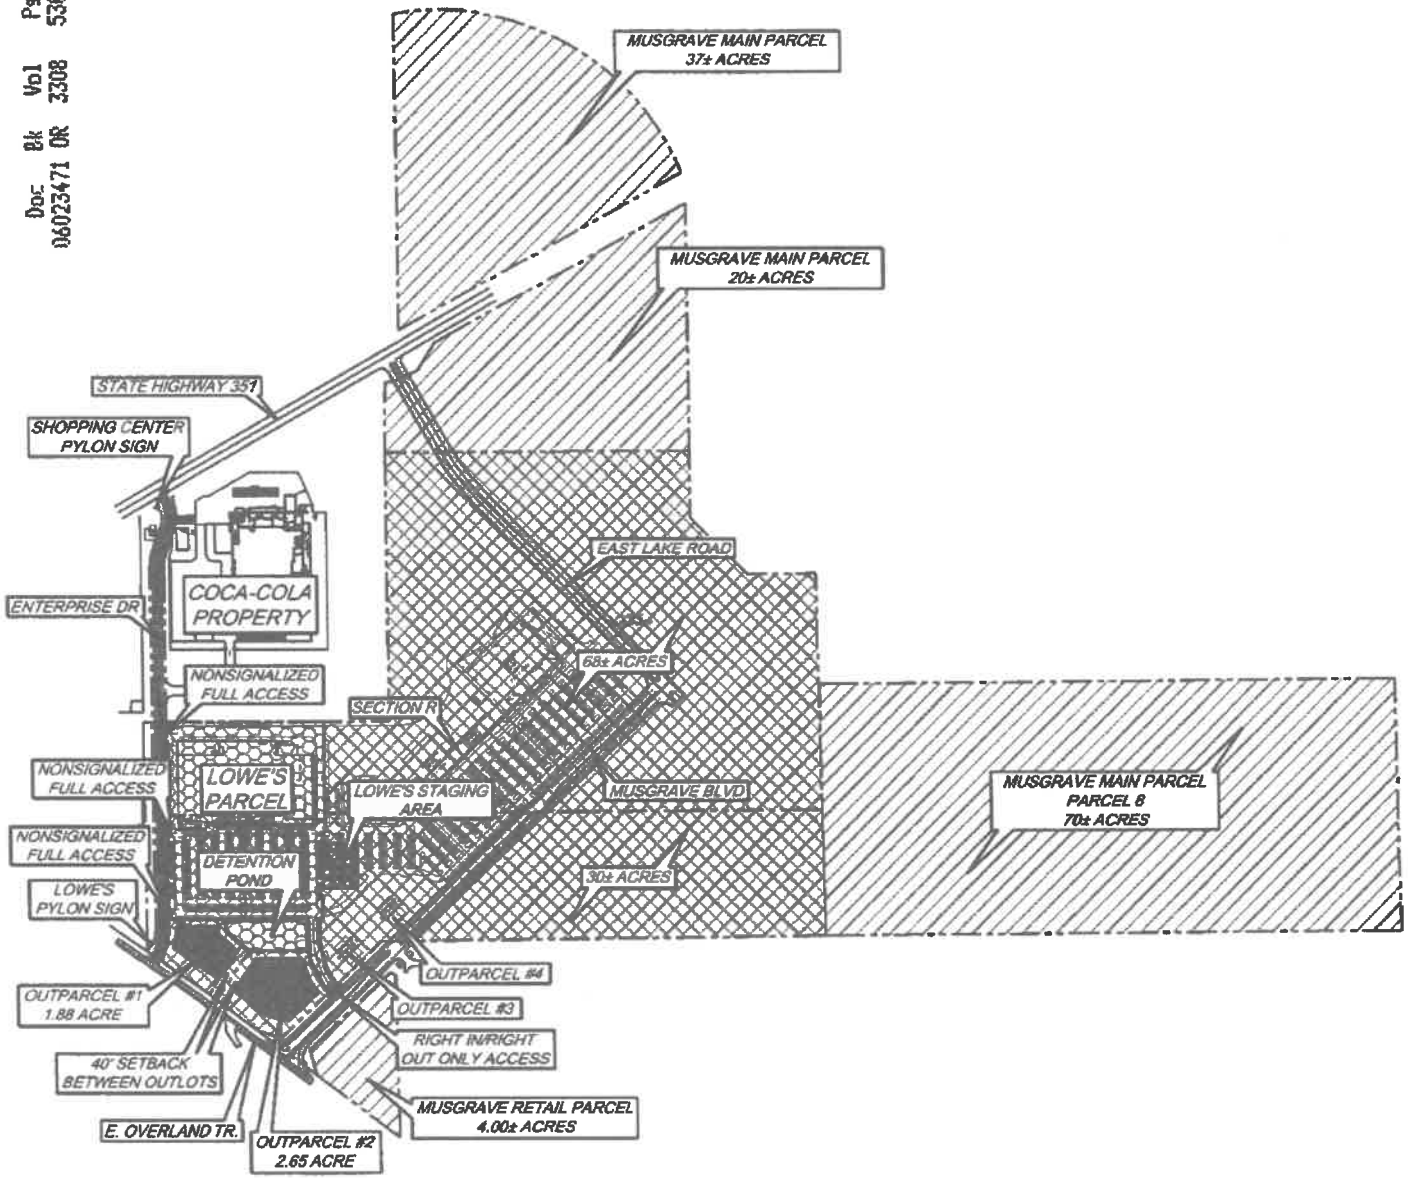 Doc Bk Vol
06023471 OR 3308
MUSGRAVE MAIN PARCEL
37± ACRES
MUSGRAVE MAIN PARCEL
20± ACRES
STATE HIGHWAY 351
SHOPPING CENTER
PYLON SIGN
EAST LAKE ROAD
COCA-COLA
PROPERTY
ENTERPRISE DR
68± ACRES
NONSIGNALIZED
FULL ACCESS
SECTION R
NONSIGNALIZED
FULL ACCESS
LOWE'S
PARCEL
LOWE'S STAGING
AREA
MUSGRAVE BLVD
MUSGRAVE MAIN PARCEL
PARCEL 6
70± ACRES
NONSIGNALIZED
FULL ACCESS
DETENTION
POND
30± ACRES
LOWE'S
PYLON SIGN
OUTPARCEL #4
OUTPARCEL #1
1.88 ACRE
OUTPARCEL #3
RIGHT IN/RIGHT
OUT ONLY ACCESS
40' SETBACK
BETWEEN OUTLOTS
MUSGRAVE RETAIL PARCEL
4.00± ACRES
E. OVERLAND TR.
OUTPARCEL #2
2.65 ACRE